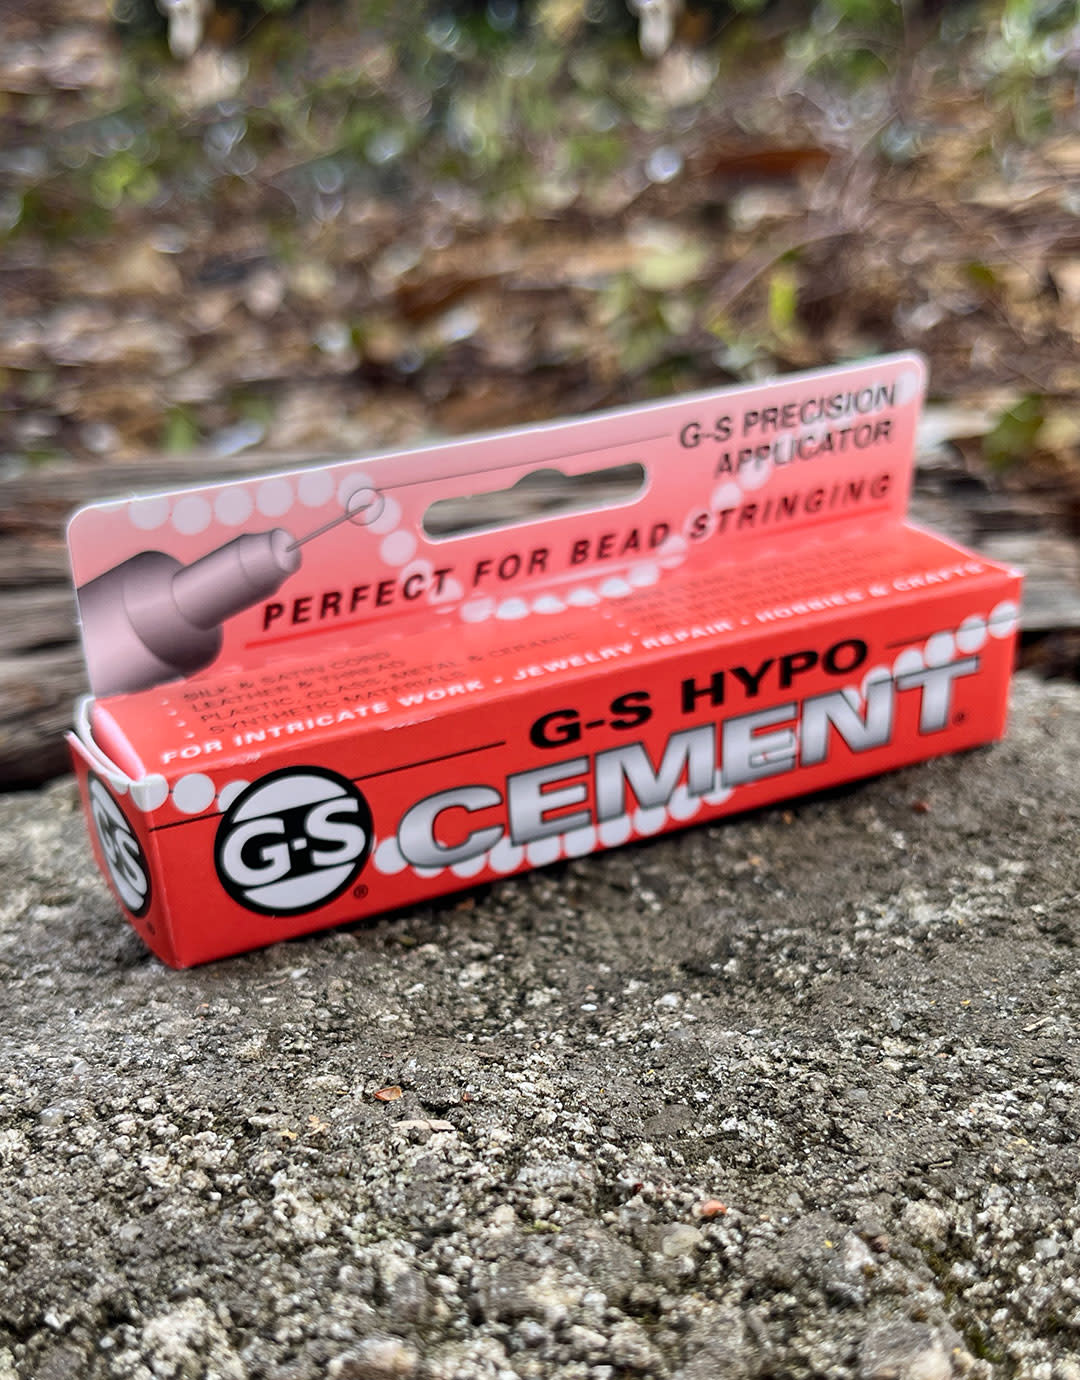 G-S PRECISION
APPLICATOR
PERFECT FOR BEAD STRINGING
SILK & SATIN CORD
LEATHER & THREAD
PLASTIC, GLASS, METAL & CERAMIC
SYNTHETIC MATERIALS
FOR INTRICATE WORK • JEWELRY REPAIR • HOBBIES & CRAFTS
G-S HYPO
CEMENT®
G-S®
G-S®